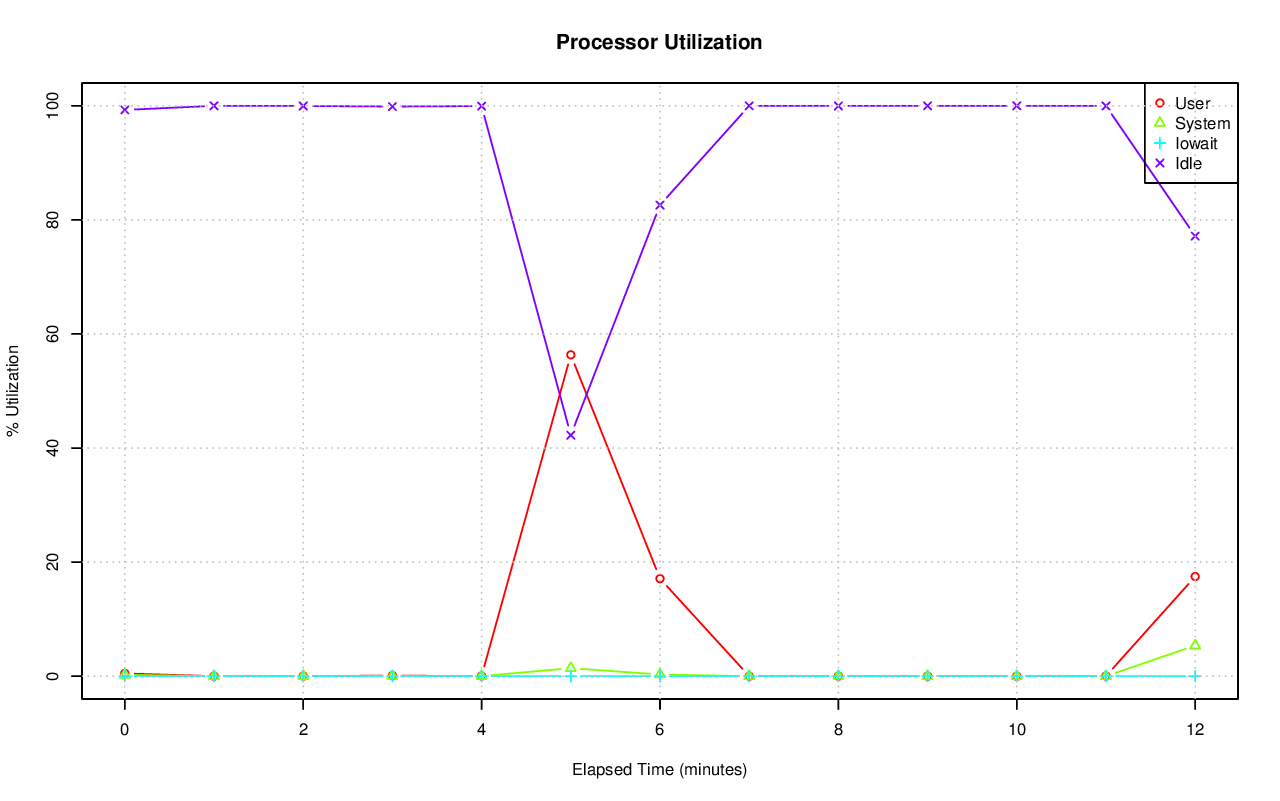 Processor Utilization
User
System
Iowait
Idle
% Utilization
100
80
60
40
20
0
0 2 4 6 8 10 12
Elapsed Time (minutes)